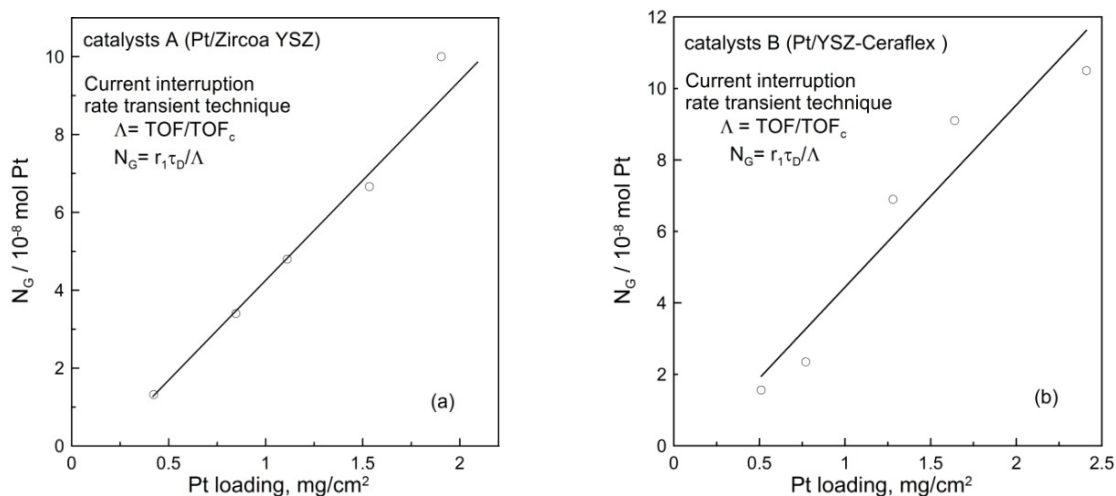 catalysts A (Pt/Zircoa YSZ)
Current interruption
rate transient technique
Λ= TOF/TOFc
NG= r1τD/Λ
NG / 10-8 mol Pt
10
8
6
4
2
0
(a)
0
0.5
1
1.5
2
Pt loading, mg/cm2
catalysts B (Pt/YSZ-Ceraflex )
Current interruption
rate transient technique
Λ= TOF/TOFc
NG= r1τD/Λ
NG / 10-8 mol Pt
12
10
8
6
4
2
0
(b)
0
0.5
1
1.5
2
2.5
Pt loading, mg/cm2